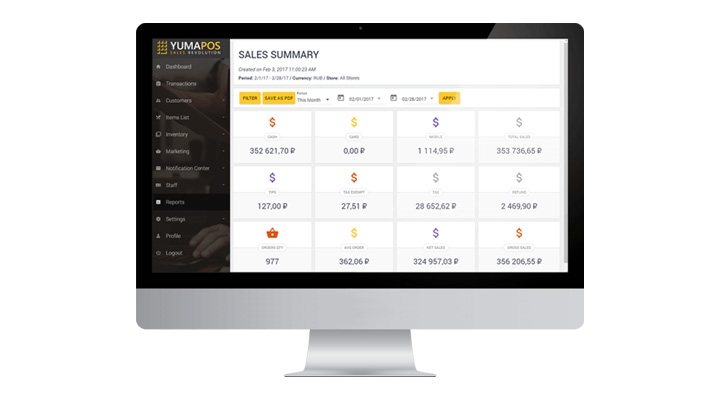 YUMAPOS
SALES REVOLUTION
Dashboard
Transactions
Customers
Items List
Inventory
Marketing
Notification Center
Staff
Reports
Settings
Profile
Logout
SALES SUMMARY
Created on Feb 3, 2017 11:00:23 AM
Period: 2/1/17 - 2/28/17 / Currency: RUB / Store: All Stores
FILTER SAVE AS PDF Period This Month 02/01/2017 02/28/2017 APPLY
CASH CARD MOBILE TOTAL SALES
352 621,70 ₽ 0,00 ₽ 1 114,95 ₽ 353 736,65 ₽
TIPS TAX EXEMPT TAX REFUND
127,00 ₽ 27,51 ₽ 28 652,62 ₽ 2 469,90 ₽
ORDERS QTY AVG ORDER NET SALES GROSS SALES
977 362,06 ₽ 324 957,03 ₽ 356 206,55 ₽